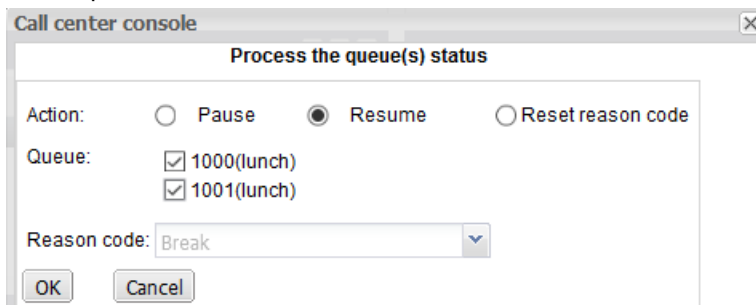 Call center console
Process the queue(s) status
Action: Pause Resume Reset reason code
Queue: 1000(lunch)
1001(lunch)
Reason code: Break
OK Cancel